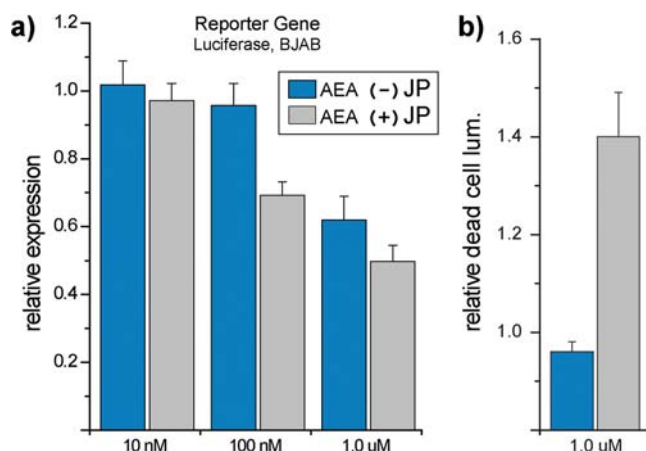 a)
Reporter Gene
Luciferase, BJAB
AEA (-) JP
AEA (+) JP
relative expression
1.2
1.0
0.8
0.6
0.4
0.2
10 nM
100 nM
1.0 uM
b)
relative dead cell lum.
1.6
1.4
1.2
1.0
1.0 uM